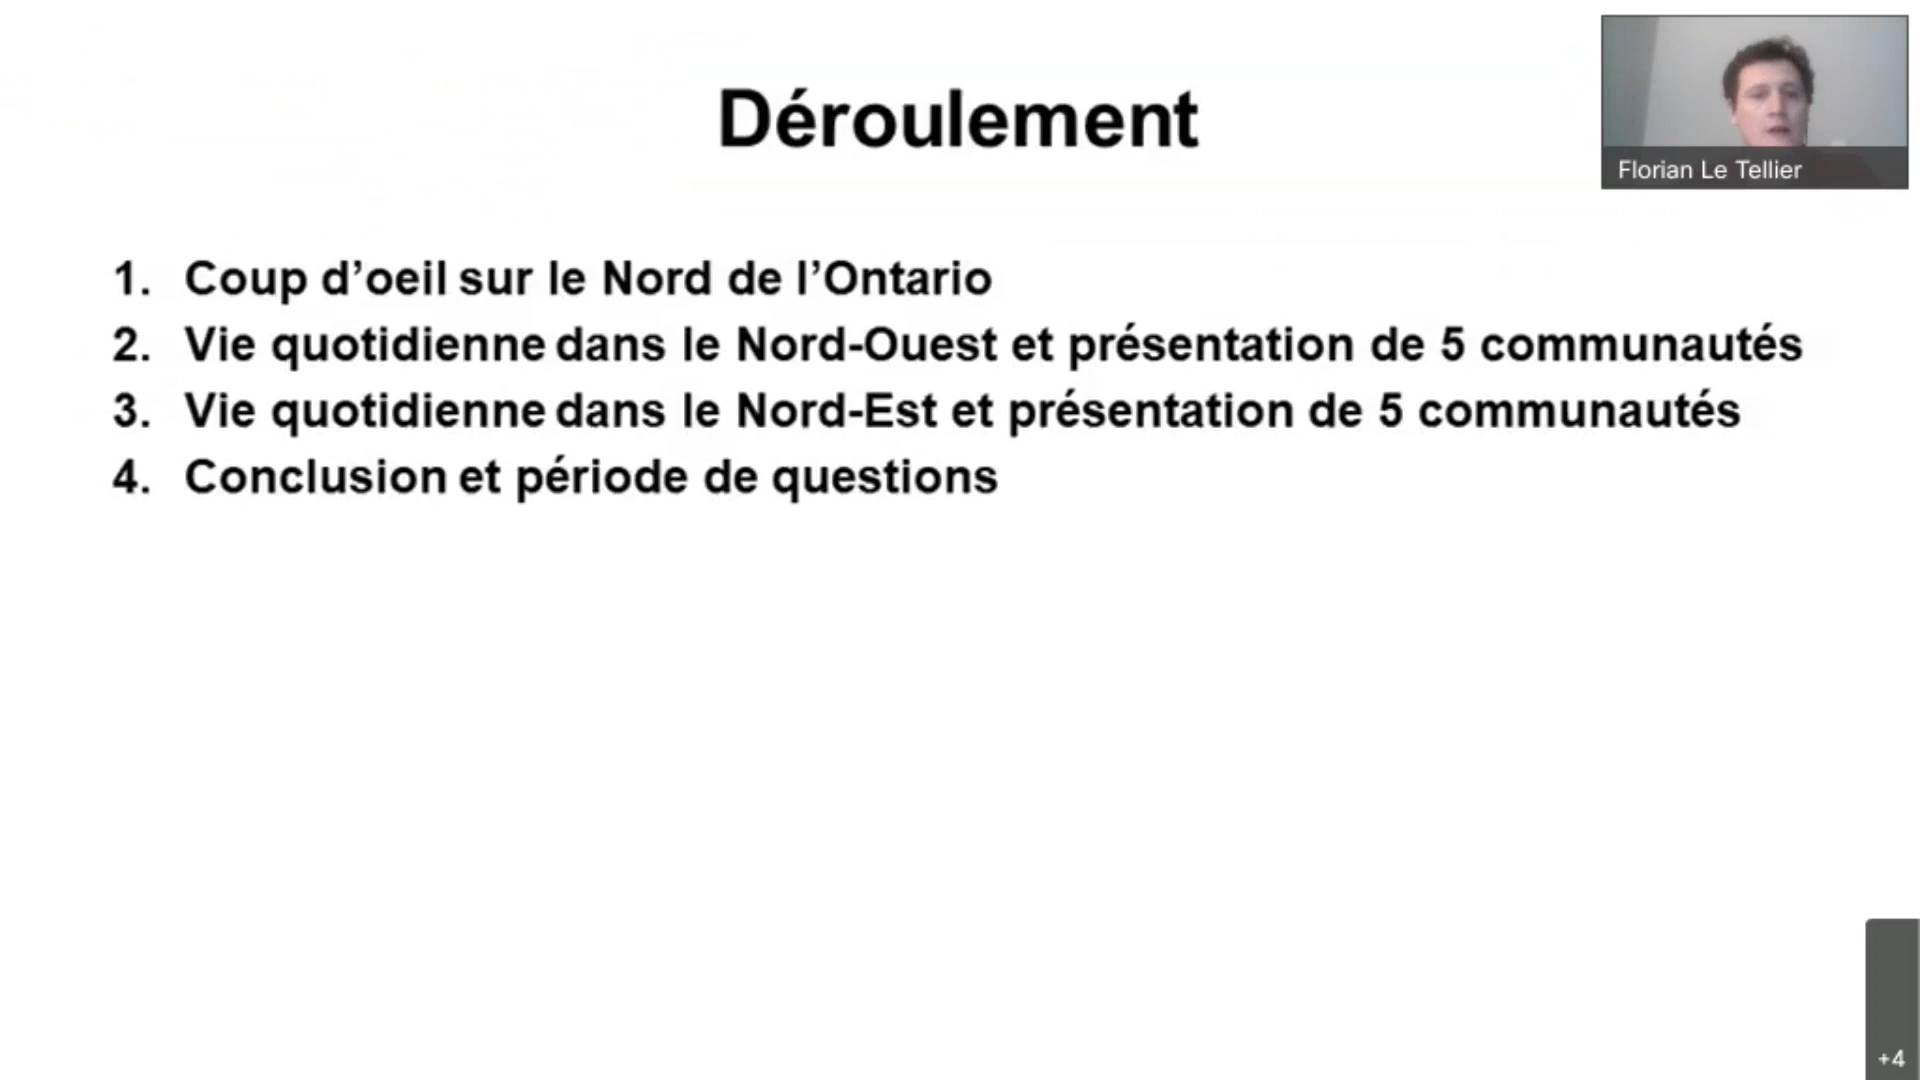 Déroulement
Florian Le Tellier
1. Coup d’oeil sur le Nord de l’Ontario
2. Vie quotidienne dans le Nord-Ouest et présentation de 5 communautés
3. Vie quotidienne dans le Nord-Est et présentation de 5 communautés
4. Conclusion et période de questions
+4